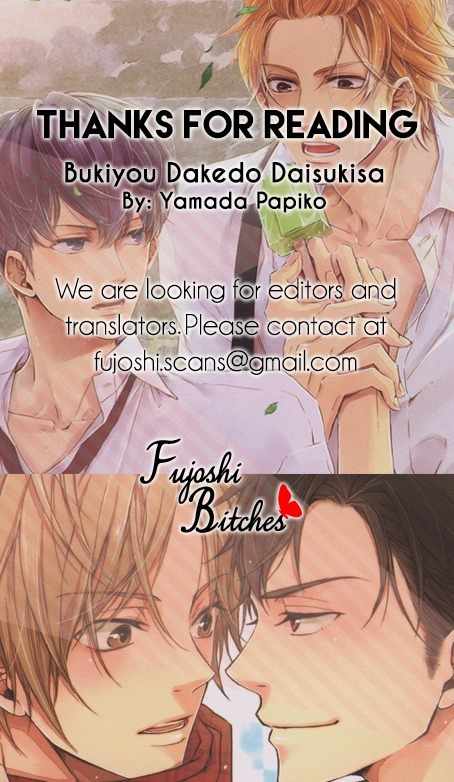 THANKS FOR READING
Bukiyou Dakedo Daisukisa
By: Yamada Papiko
We are looking for editors and
translators.Please contact at
fujoshi.scans@gmail.com
Fujoshi
Bitches